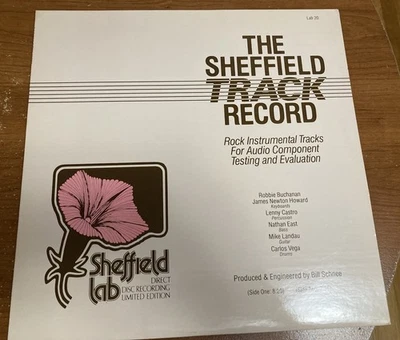 Lab 20
THE
SHEFFIELD
TRACK
RECORD
Rock Instrumental Tracks
For Audio Component
Testing and Evaluation
Robbie Buchanan
James Newton Howard
Keyboards
Lenny Castro
Percussion
Nathan East
Bass
Mike Landau
Guitar
Carlos Vega
Drums
Sheffield
Lab
DIRECT
DISC RECORDING
LIMITED EDITION
Produced & Engineered by Bill Schnee
(Side One: